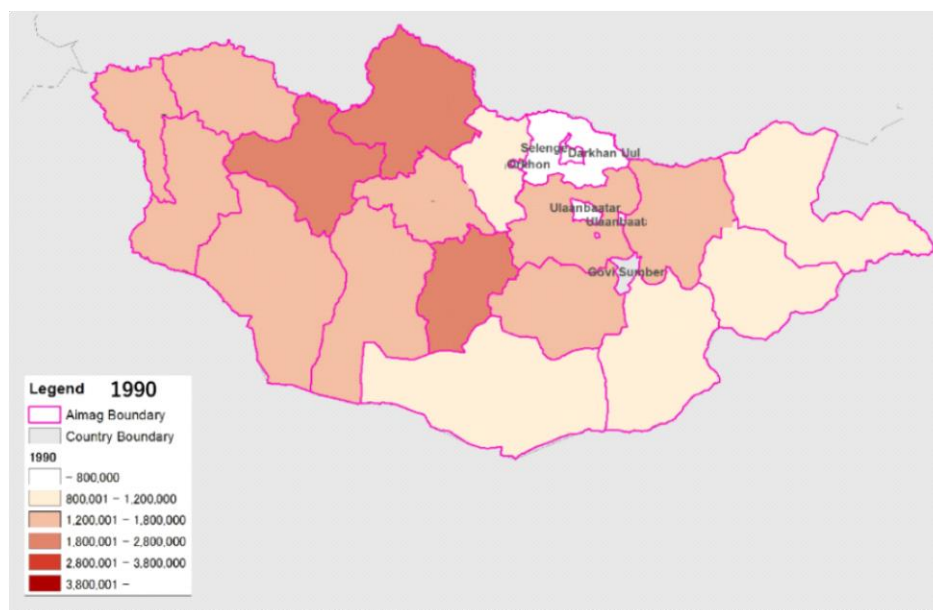 Selenge
Darkhan Uul
Orkhon
Ulaanbaatar
Ulaanbaat
Govi Sumber
Legend 1990
Aimag Boundary
Country Boundary
1990
- 800,000
800,001 - 1,200,000
1,200,001 - 1,800,000
1,800,001 - 2,800,000
2,800,001 - 3,800,000
3,800,001 -